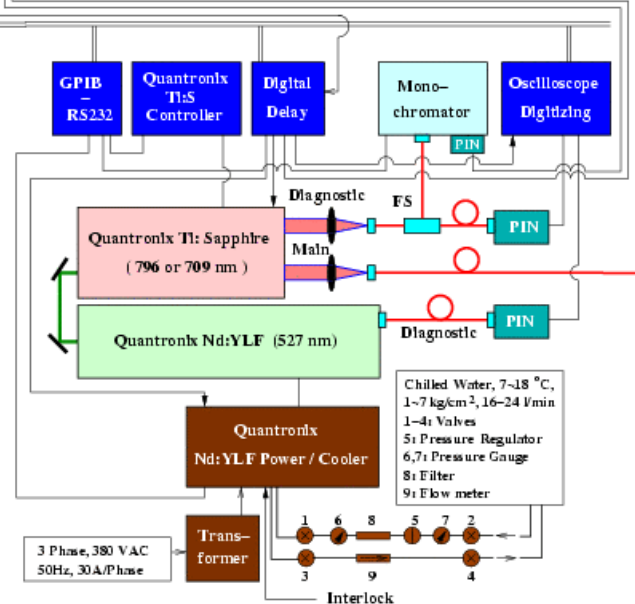 GPIB
–
RS232
Quantronix
Ti:S
Controller
Digital
Delay
Mono–
chromator
Oscilloscope
Digitizing
PIN
Diagnostic
FS
Quantronix Ti: Sapphire
( 796 or 709 nm )
Main
PIN
Quantronix Nd:YLF (527 nm)
Diagnostic
PIN
Chilled Water, 7~18 °C,
1~7 kg/cm², 16–24 l/min
1–4: Valves
5: Pressure Regulator
6,7: Pressure Gauge
8: Filter
9: Flow meter
Quantronix
Nd:YLF Power / Cooler
1 6 8 5 7 2
3 9 4
Trans–
former
3 Phase, 380 VAC
50Hz, 30A/Phase
Interlock